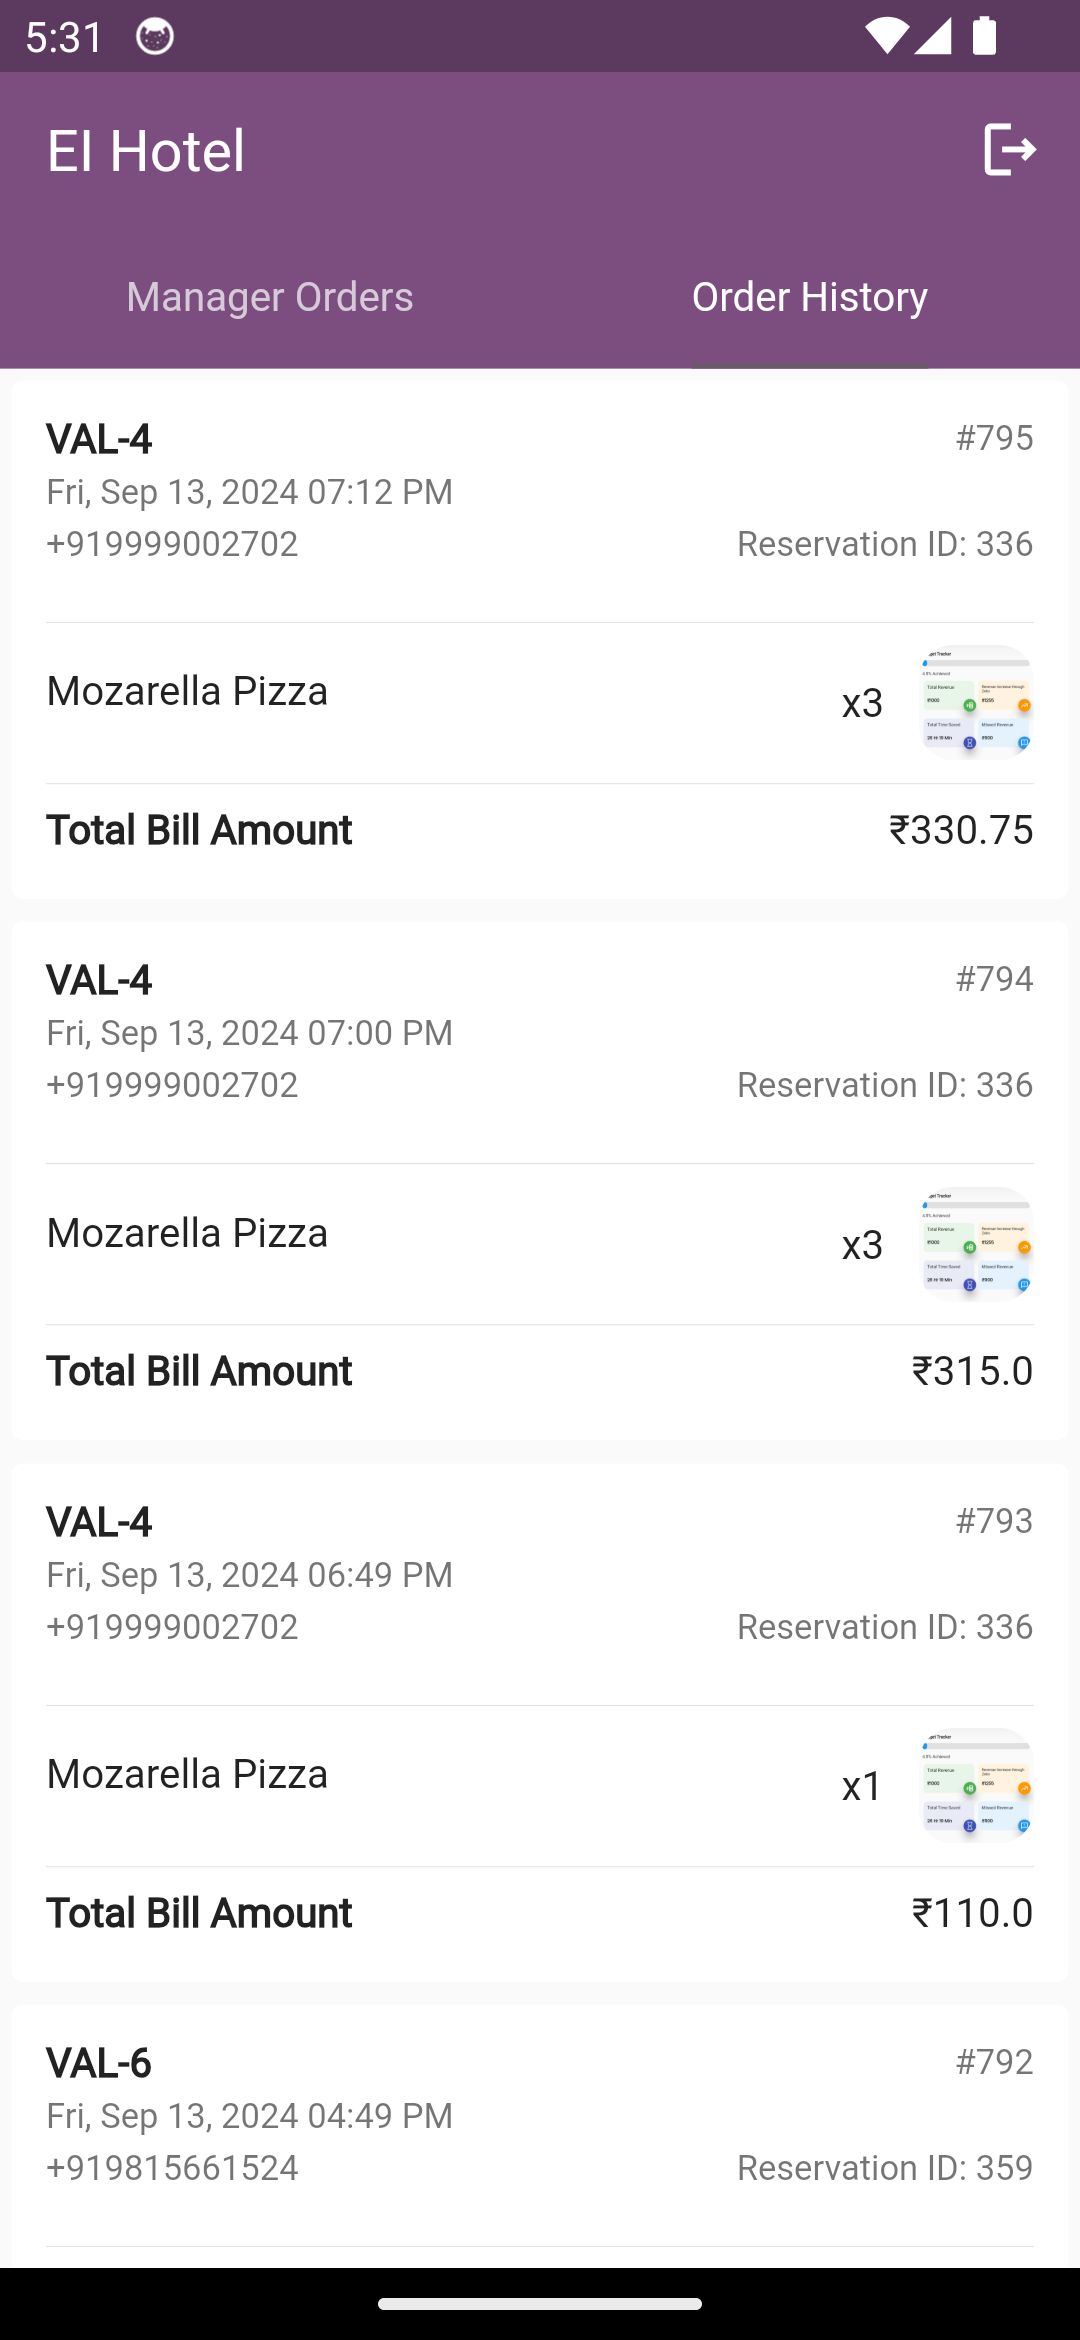 5:31
EI Hotel
Manager Orders
Order History
VAL-4
#795
Fri, Sep 13, 2024 07:12 PM
+919999002702
Reservation ID: 336
Mozarella Pizza
x3
Total Bill Amount
₹330.75
VAL-4
#794
Fri, Sep 13, 2024 07:00 PM
+919999002702
Reservation ID: 336
Mozarella Pizza
x3
Total Bill Amount
₹315.0
VAL-4
#793
Fri, Sep 13, 2024 06:49 PM
+919999002702
Reservation ID: 336
Mozarella Pizza
x1
Total Bill Amount
₹110.0
VAL-6
#792
Fri, Sep 13, 2024 04:49 PM
+919815661524
Reservation ID: 359